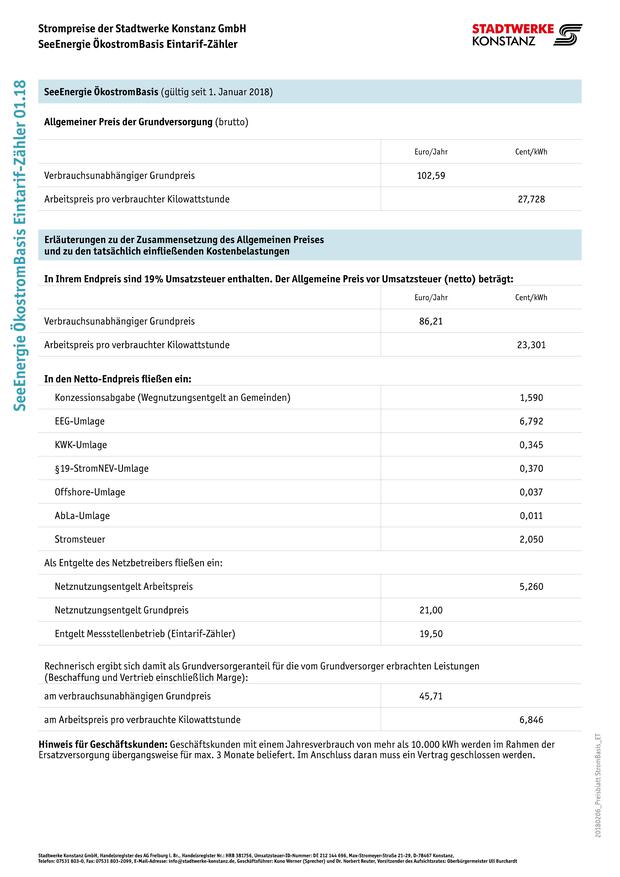 Strompreise der Stadtwerke Konstanz GmbH
SeeEnergie ÖkostromBasis Eintarif-Zähler
STADTWERKE
KONSTANZ
SeeEnergie ÖkostromBasis Eintarif-Zähler 01.18
SeeEnergie ÖkostromBasis (gültig seit 1. Januar 2018)
Allgemeiner Preis der Grundversorgung (brutto)
Euro/Jahr Cent/kWh
Verbrauchsunabhängiger Grundpreis 102,59
Arbeitspreis pro verbrauchter Kilowattstunde 27,728
Erläuterungen zu der Zusammensetzung des Allgemeinen Preises
und zu den tatsächlich einfließenden Kostenbelastungen
In Ihrem Endpreis sind 19% Umsatzsteuer enthalten. Der Allgemeine Preis vor Umsatzsteuer (netto) beträgt:
Euro/Jahr Cent/kWh
Verbrauchsunabhängiger Grundpreis 86,21
Arbeitspreis pro verbrauchter Kilowattstunde 23,301
In den Netto-Endpreis fließen ein:
Konzessionsabgabe (Wegnutzungsentgelt an Gemeinden) 1,590
EEG-Umlage 6,792
KWK-Umlage 0,345
§19-StromNEV-Umlage 0,370
Offshore-Umlage 0,037
AbLa-Umlage 0,011
Stromsteuer 2,050
Als Entgelte des Netzbetreibers fließen ein:
Netznutzungsentgelt Arbeitspreis 5,260
Netznutzungsentgelt Grundpreis 21,00
Entgelt Messstellenbetrieb (Eintarif-Zähler) 19,50
Rechnerisch ergibt sich damit als Grundversorgeranteil für die vom Grundversorger erbrachten Leistungen
(Beschaffung und Vertrieb einschließlich Marge):
am verbrauchsunabhängigen Grundpreis 45,71
am Arbeitspreis pro verbrauchte Kilowattstunde 6,846
Hinweis für Geschäftskunden: Geschäftskunden mit einem Jahresverbrauch von mehr als 10.000 kWh werden im Rahmen der
Ersatzversorgung übergangsweise für max. 3 Monate beliefert. Im Anschluss daran muss ein Vertrag geschlossen werden.
20180206_Preisblatt StromBasis_ET
Stadtwerke Konstanz GmbH, Handelsregister des AG Freiburg i. Br., Handelsregister Nr.: HRB 381756, Umsatzsteuer-ID-Nummer: DE 212 144 096, Max-Stromeyer-Straße 21-29, D-78467 Konstanz,
Telefon: 07531 803-0, Fax: 07531 803-2099, E-Mail-Adresse: info@stadtwerke-konstanz.de, Geschäftsführer: Kuno Werner (Sprecher) und Dr. Norbert Reuter, Vorsitzender des Aufsichtsrates: Oberbürgermeister Uli Burchardt